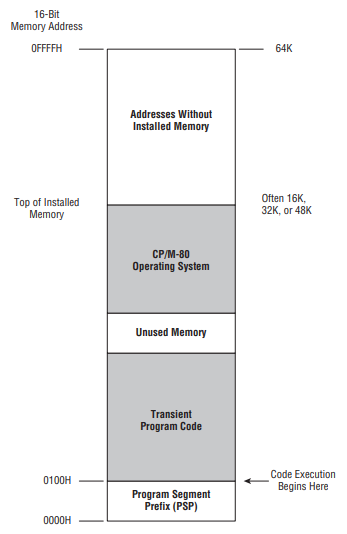 16-Bit
Memory Address
0FFFFH
64K
Addresses Without
Installed Memory
Top of Installed
Memory
Often 16K,
32K, or 48K
CP/M-80
Operating System
Unused Memory
Transient
Program Code
0100H
Code Execution
Begins Here
Program Segment
Prefix (PSP)
0000H